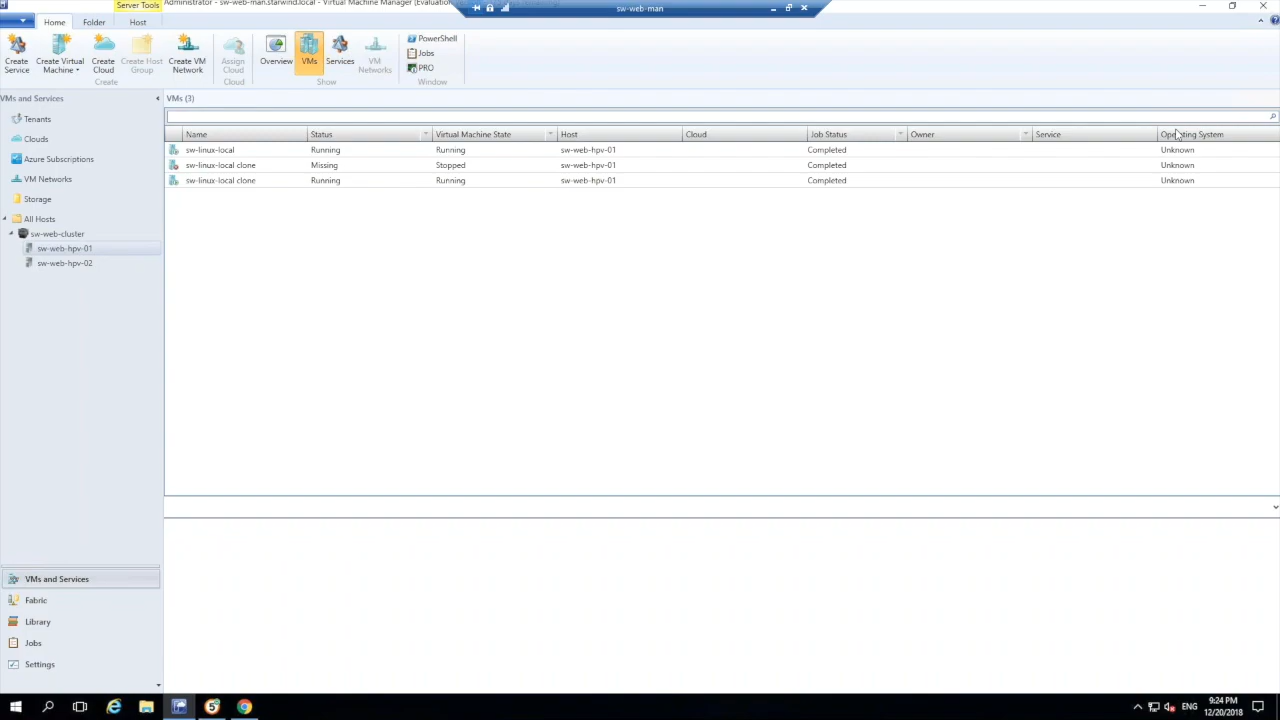 Server Tools
Administrator - sw-web-man.starwind.local - Virtual Machine Manager (Evaluation
sw-web-man
Home Folder Host
Create Service
Create Virtual Machine
Create Cloud
Create Host Group
Create VM Network
Create
Assign Cloud
Cloud
Overview
VMs
Services
VM Networks
Show
PowerShell
Jobs
PRO
Window
VMs and Services
Tenants
Clouds
Azure Subscriptions
VM Networks
Storage
All Hosts
sw-web-cluster
sw-web-hpv-01
sw-web-hpv-02
VMs (3)
Name Status Virtual Machine State Host Cloud Job Status Owner Service Operating System
sw-linux-local Running Running sw-web-hpv-01 Completed Unknown
sw-linux-local clone Missing Stopped sw-web-hpv-01 Completed Unknown
sw-linux-local clone Running Running sw-web-hpv-01 Completed Unknown
VMs and Services
Fabric
Library
Jobs
Settings
ENG
9:24 PM
12/20/2018